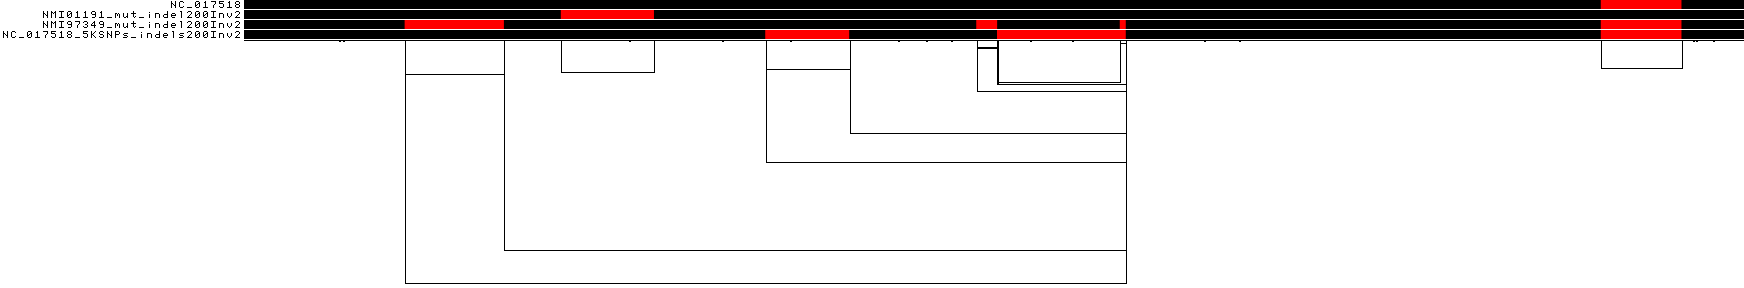 NC_017518
NMI01191_mut_indel200Inv2
NMI97349_mut_indel200Inv2
NC_017518_5KSNPs_indels200Inv2